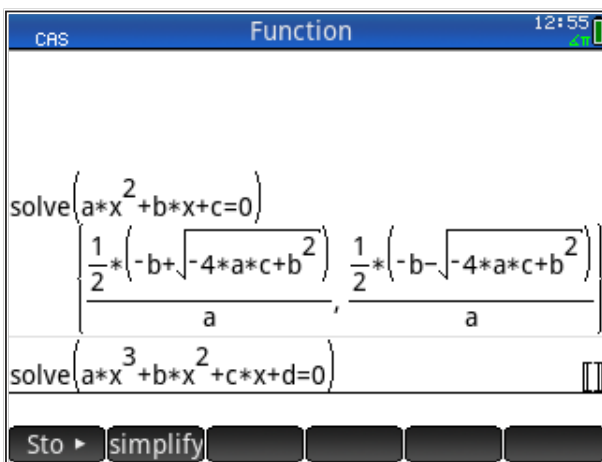 CAS Function 12:55
∡π
solve(a*x^2+b*x+c=0)
{(1/2*(-b+√(-4*a*c+b^2)))/a, (1/2*(-b-√(-4*a*c+b^2)))/a}
solve(a*x^3+b*x^2+c*x+d=0) []
Sto ▸ simplify